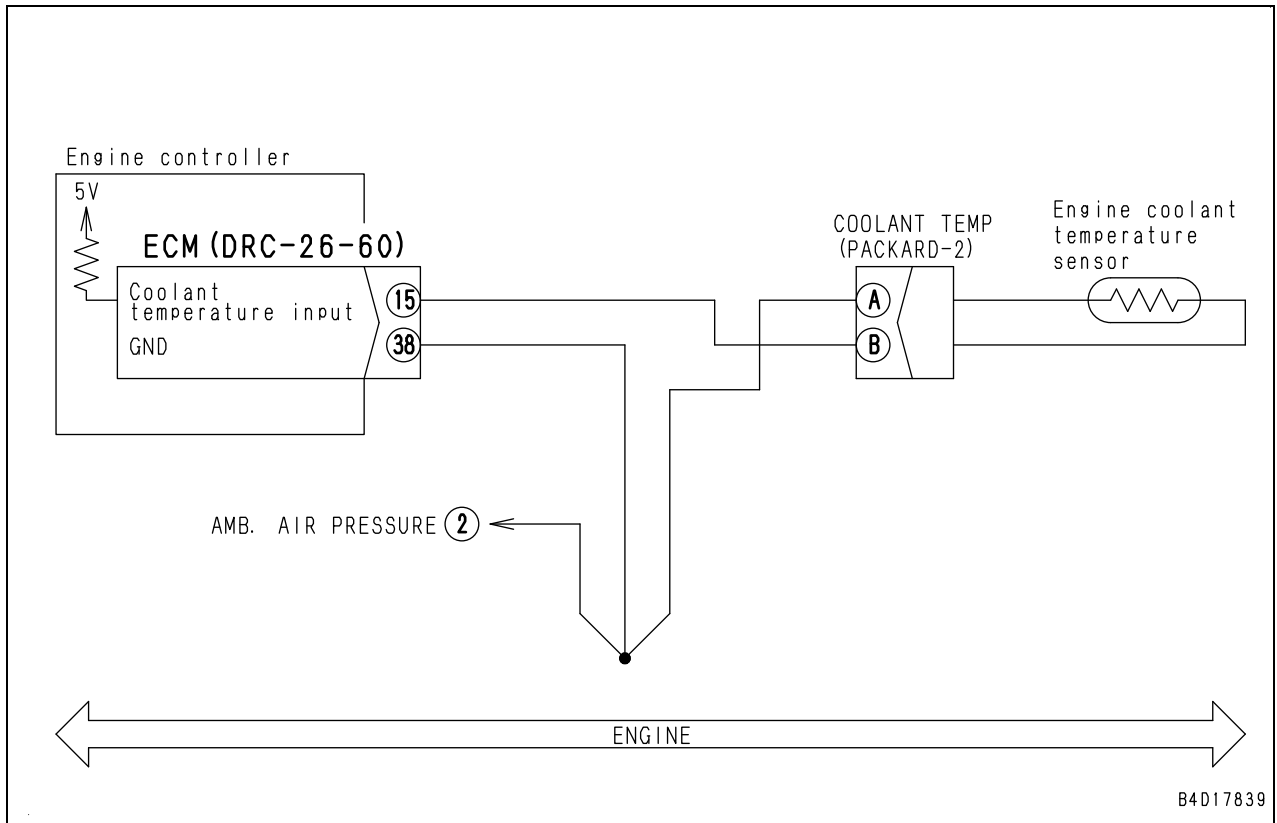 Engine controller
5V
ECM (DRC-26-60)
Coolant
temperature input
15
GND
38
COOLANT TEMP
(PACKARD-2)
A
B
Engine coolant
temperature
sensor
AMB. AIR PRESSURE 2
ENGINE
B4D17839